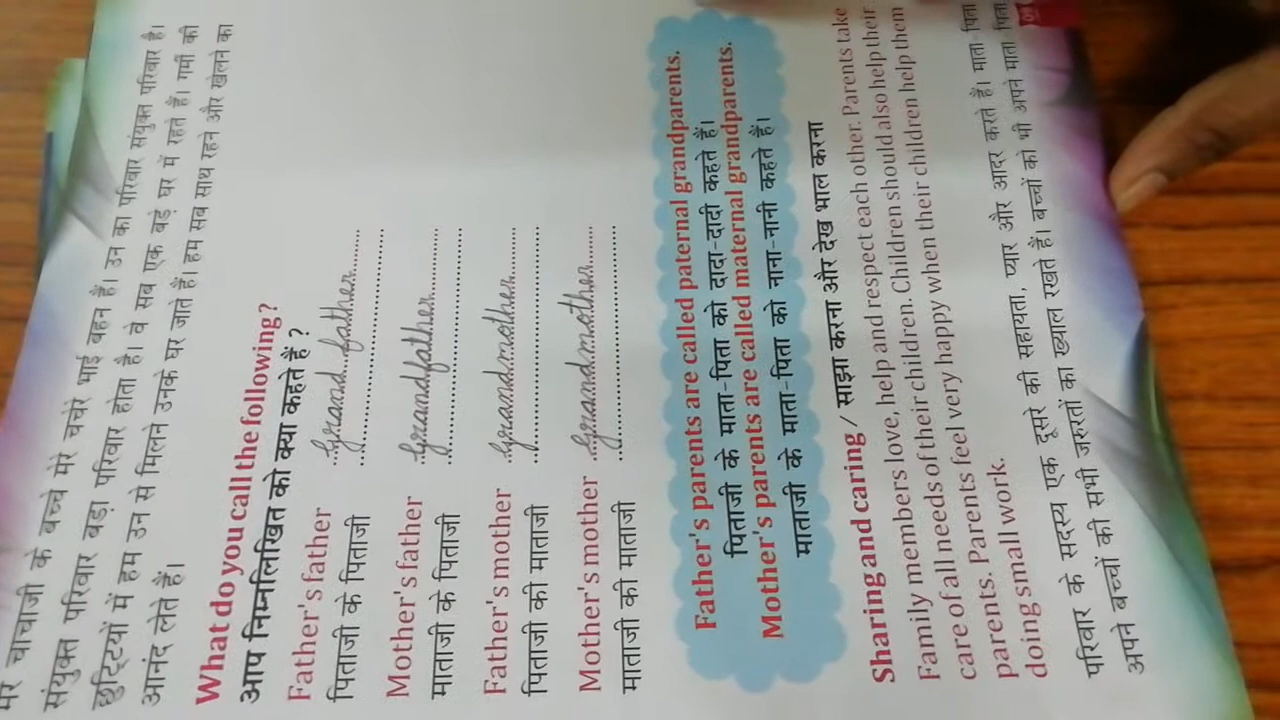 मेरे चाचाजी के बच्चे मेरे चचेरे भाई बहन हैं। उन का परिवार संयुक्त परिवार है।
संयुक्त परिवार बड़ा परिवार होता है। वे सब एक बड़े घर में रहते हैं। गर्मी की
छुट्टियों में हम उन से मिलने उनके घर जाते हैं। हम सब साथ रहने और खेलने का
आनंद लेते हैं।
What do you call the following?
आप निम्नलिखित को क्या कहते हैं ?
Father's father ..Grand father......
पिताजी के पिताजी ................................
Mother's father ..Grandfather..........
माताजी के पिताजी ................................
Father's mother ..Grandmother.......
पिताजी की माताजी ................................
Mother's mother ..Grandmother.......
माताजी की माताजी ................................
Father's parents are called paternal grandparents.
पिताजी के माता-पिता को दादा-दादी कहते हैं।
Mother's parents are called maternal grandparents.
माताजी के माता-पिता को नाना-नानी कहते हैं।
Sharing and caring / साझा करना और देख भाल करना
Family members love, help and respect each other. Parents take
care of all needs of their children. Children should also help their
parents. Parents feel very happy when their children help them
doing small work.
परिवार के सदस्य एक दूसरे की सहायता, प्यार और आदर करते हैं। माता-पिता
अपने बच्चों की सभी जरुरतों का ख्याल रखते हैं। बच्चों को भी अपने माता-पिता